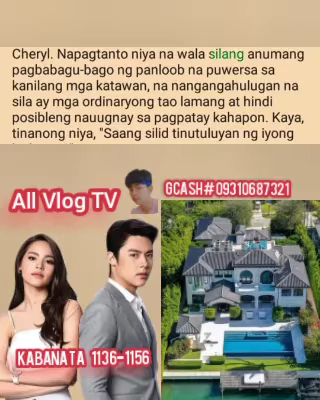 Cheryl. Napagtanto niya na wala silang anumang
pagbabagu-bago ng panloob na puwersa sa
kanilang mga katawan, na nangangahulugan na
sila ay mga ordinaryong tao lamang at hindi
posibleng nauugnay sa pagpatay kahapon. Kaya,
tinanong niya, "Saang silid tinutuluyan ng iyong
All Vlog TV
GCASH#09310687321
KABANATA 1136-1156